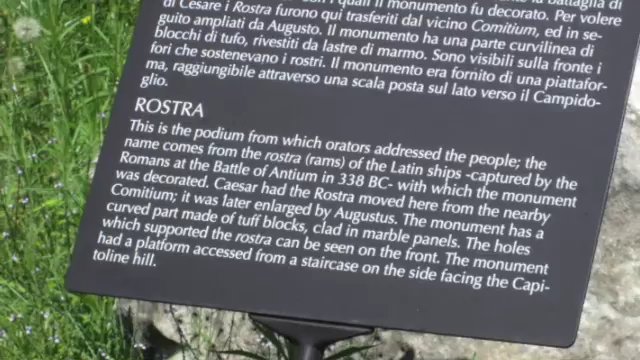 con i quali il monumento fu decorato. Per volere
di Cesare i Rostra furono qui trasferiti dal vicino Comitium, ed in se-
guito ampliati da Augusto. Il monumento ha una parte curvilinea di
blocchi di tufo, rivestiti da lastre di marmo. Sono visibili sulla fronte i
fori che sostenevano i rostri. Il monumento era fornito di una piattafor-
ma, raggiungibile attraverso una scala posta sul lato verso il Campido-
glio.
ROSTRA
This is the podium from which orators addressed the people; the
name comes from the rostra (rams) of the Latin ships -captured by the
Romans at the Battle of Antium in 338 BC- with which the monument
was decorated. Caesar had the Rostra moved here from the nearby
Comitium; it was later enlarged by Augustus. The monument has a
curved part made of tuff blocks, clad in marble panels. The holes
which supported the rostra can be seen on the front. The monument
had a platform accessed from a staircase on the side facing the Capi-
toline hill.